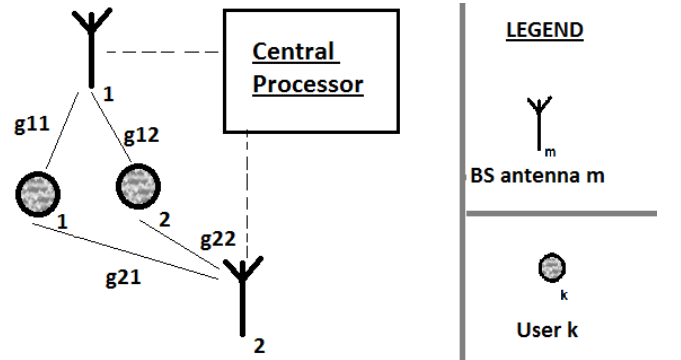 Central
Processor
1
g11
g12
1
2
g21
g22
2
LEGEND
m
BS antenna m
k
User k